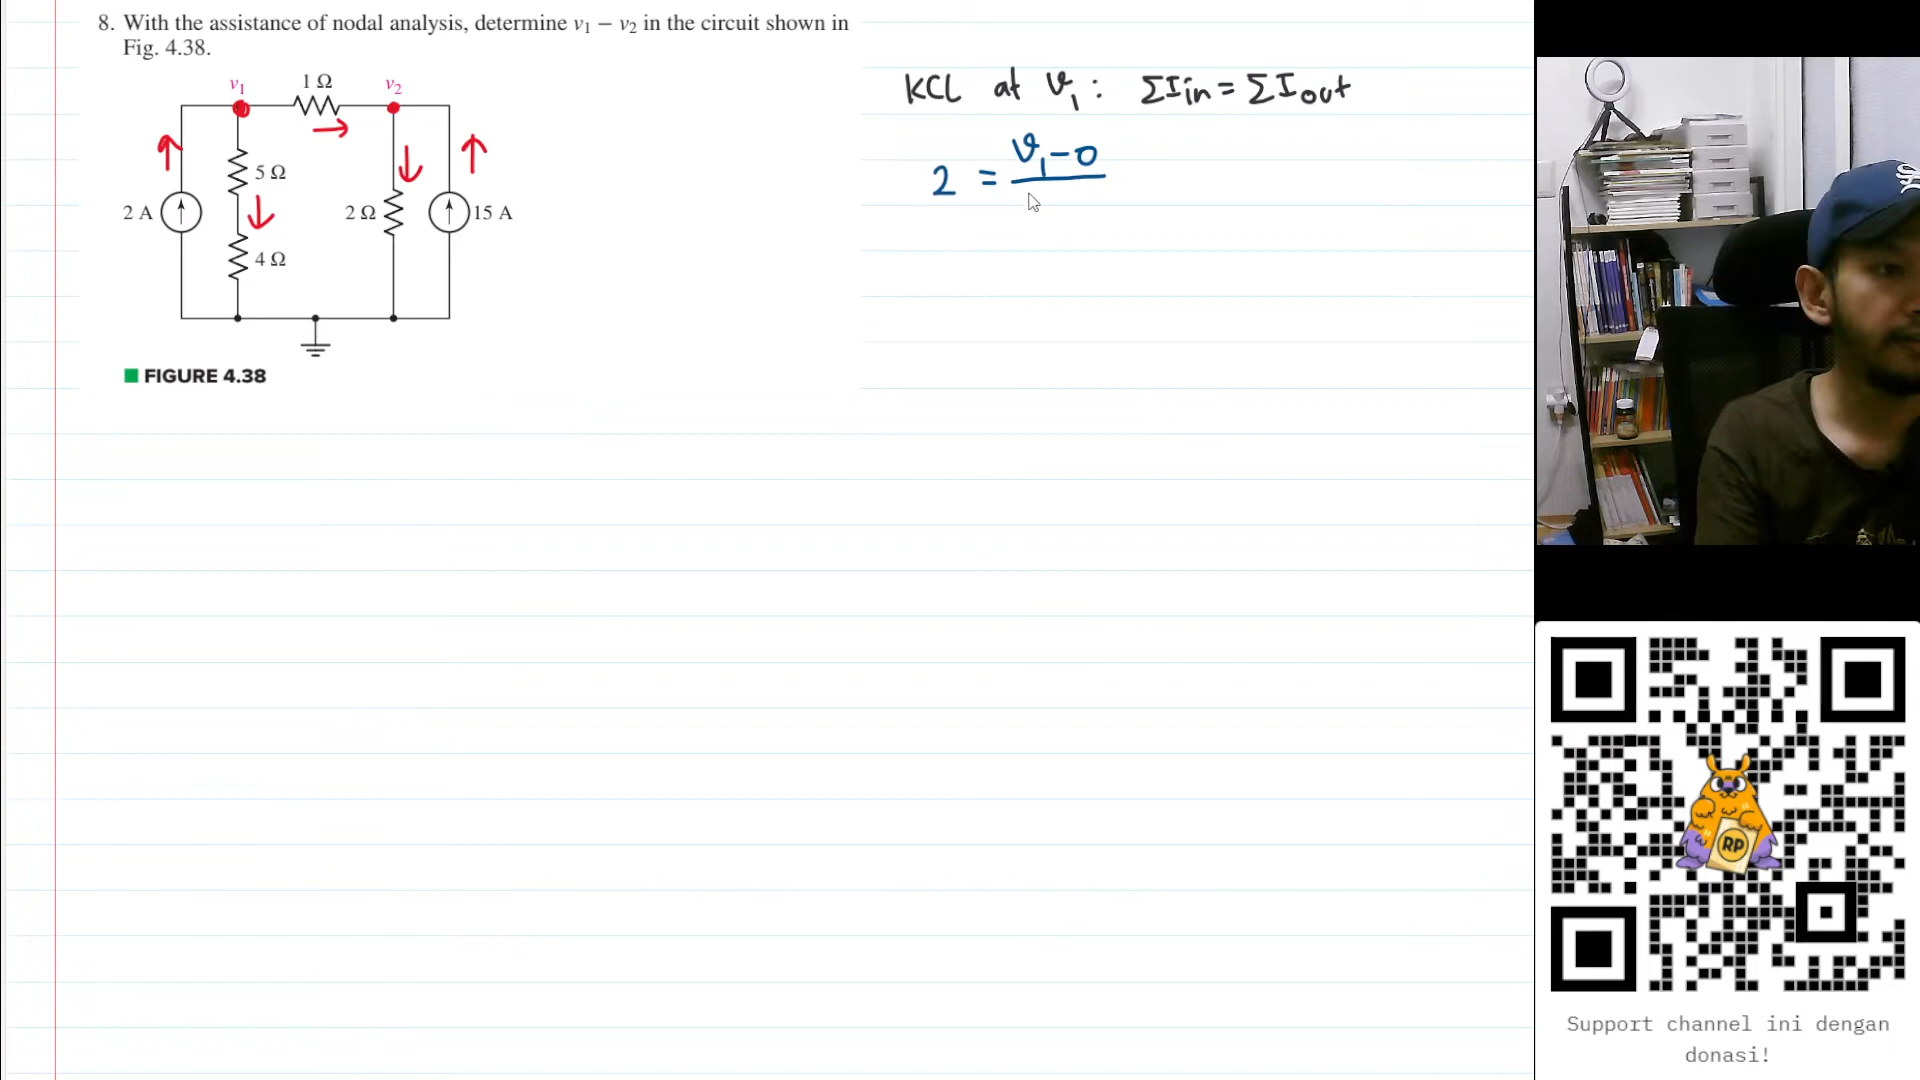 8. With the assistance of nodal analysis, determine v₁ − v₂ in the circuit shown in
Fig. 4.38.
v₁
1 Ω
v₂
5 Ω
2 A
2 Ω
15 A
4 Ω
FIGURE 4.38
KCL at v₁ : ΣIin = ΣIout
2 = (v₁−0)/
RP
Support channel ini dengan
donasi!